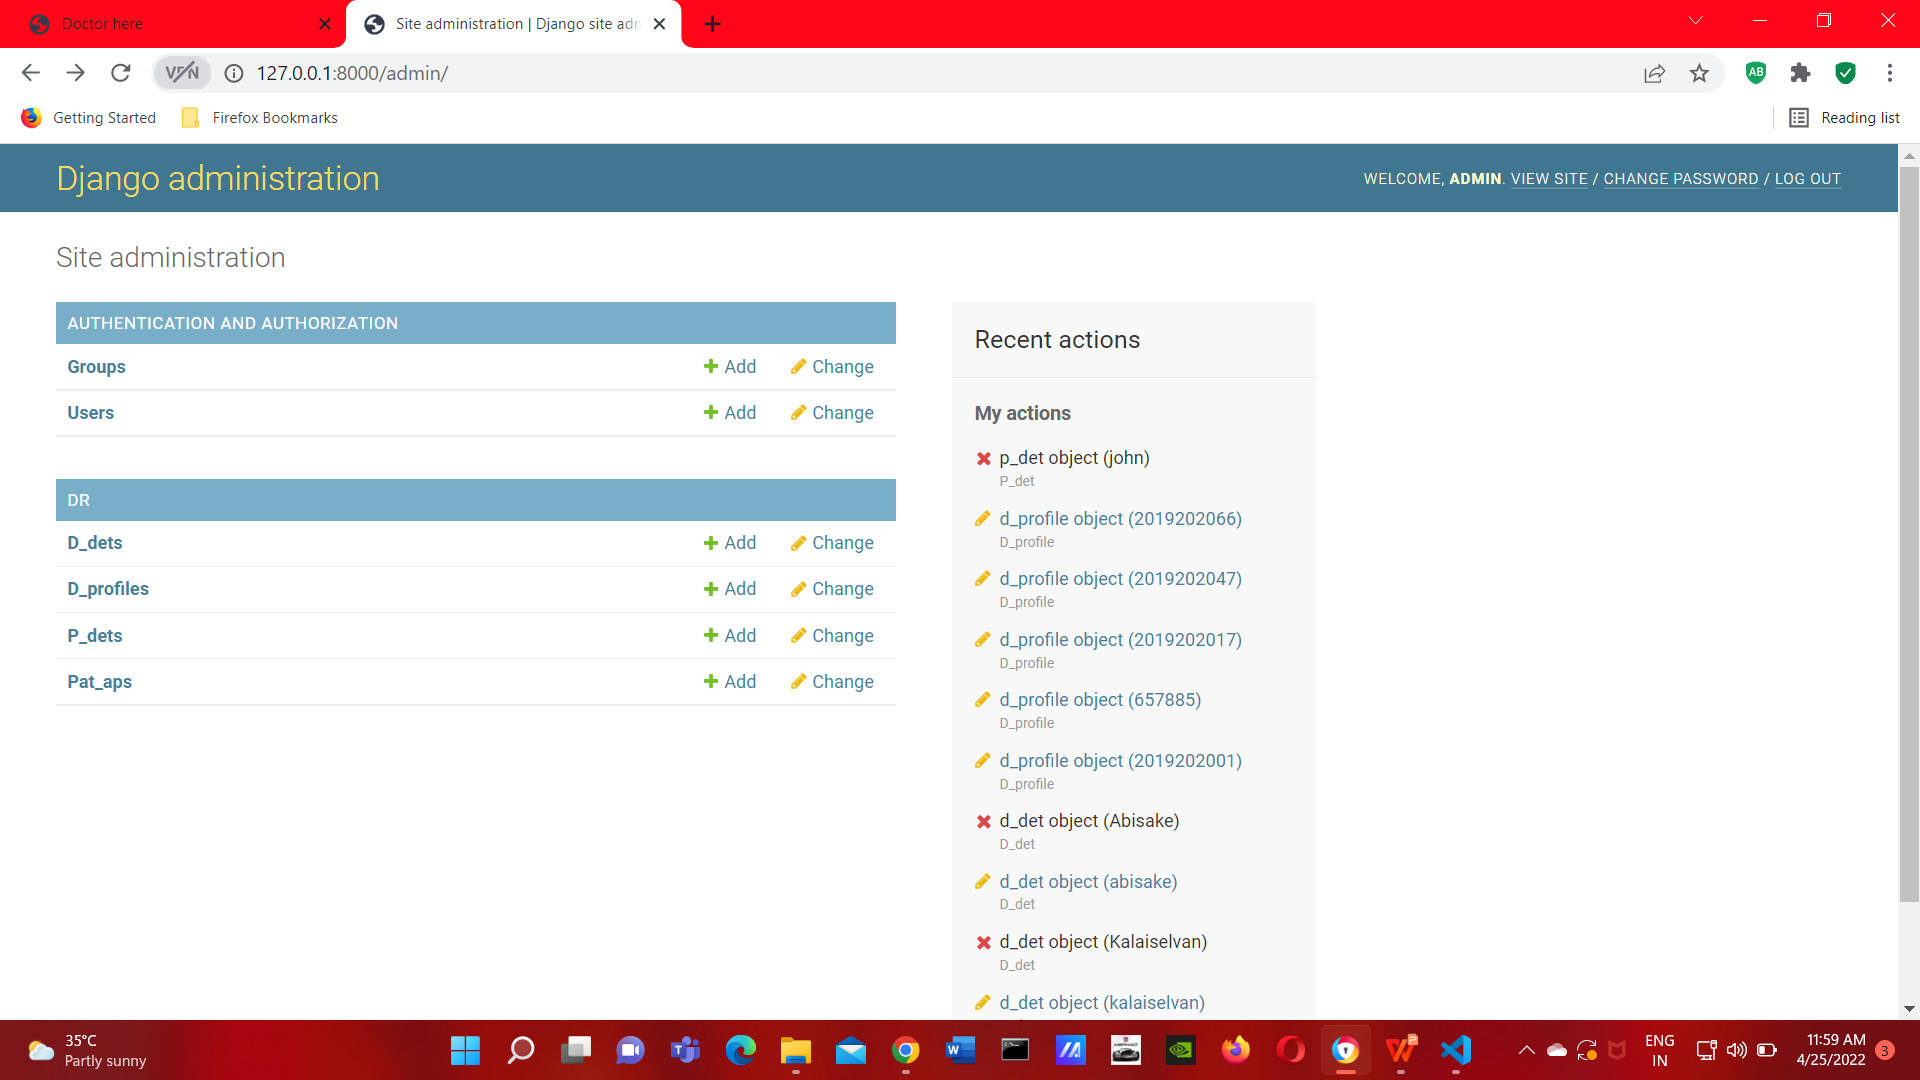 Doctor here
Site administration | Django site adn
VPN
127.0.0.1:8000/admin/
AB
Getting Started
Firefox Bookmarks
Reading list
Django administration
WELCOME, ADMIN. VIEW SITE / CHANGE PASSWORD / LOG OUT
Site administration
AUTHENTICATION AND AUTHORIZATION
Groups Add Change
Users Add Change
DR
D_dets Add Change
D_profiles Add Change
P_dets Add Change
Pat_aps Add Change
Recent actions
My actions
p_det object (john)
P_det
d_profile object (2019202066)
D_profile
d_profile object (2019202047)
D_profile
d_profile object (2019202017)
D_profile
d_profile object (657885)
D_profile
d_profile object (2019202001)
D_profile
d_det object (Abisake)
D_det
d_det object (abisake)
D_det
d_det object (Kalaiselvan)
D_det
d_det object (kalaiselvan)
35°C
Partly sunny
ENG
IN
11:59 AM
4/25/2022
3